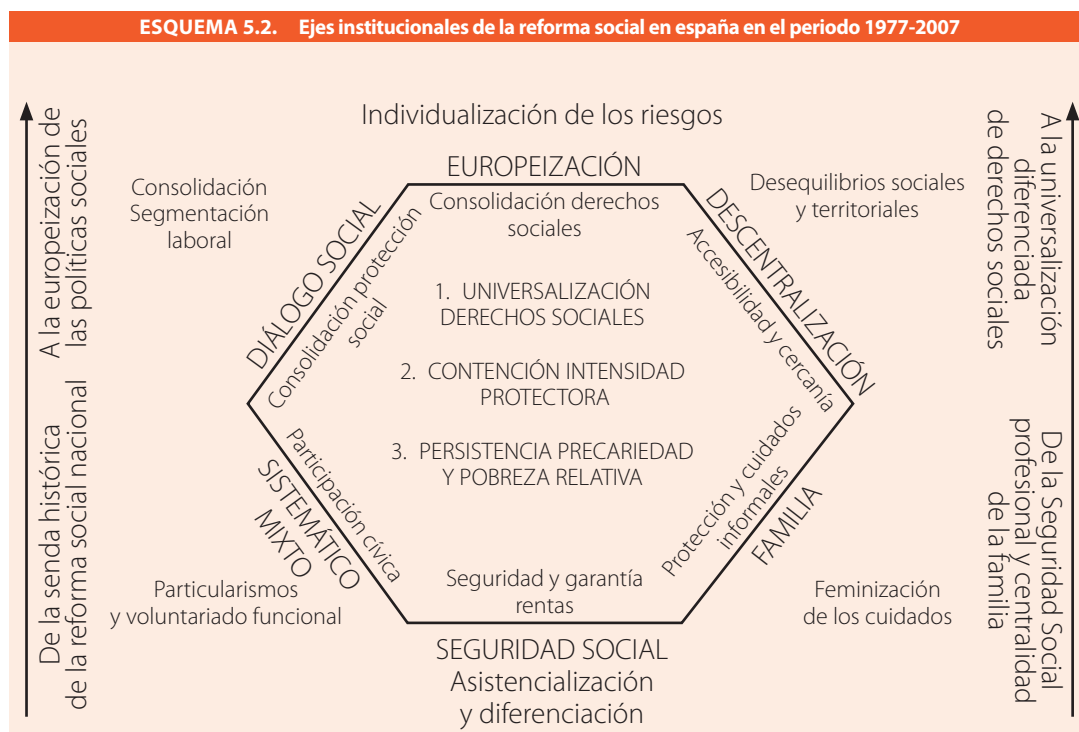 ESQUEMA 5.2. Ejes institucionales de la reforma social en españa en el periodo 1977-2007
A la europeización de
las políticas sociales
De la senda histórica
de la reforma social nacional
Individualización de los riesgos
EUROPEIZACIÓN
Consolidación derechos
sociales
Consolidación
Segmentación
laboral
DIÁLOGO SOCIAL
Consolidación protección
social
Desequilibrios sociales
y territoriales
DESCENTRALIZACIÓN
Accesibilidad y cercanía
1. UNIVERSALIZACIÓN
DERECHOS SOCIALES
2. CONTENCIÓN INTENSIDAD
PROTECTORA
3. PERSISTENCIA PRECARIEDAD
Y POBREZA RELATIVA
Participación cívica
SISTEMÁTICO
MIXTO
Particularismos
y voluntariado funcional
Protección y cuidados
informales
FAMILIA
Feminización
de los cuidados
Seguridad y garantía
rentas
SEGURIDAD SOCIAL
Asistencialización
y diferenciación
A la universalización
diferenciada
de derechos sociales
De la Seguridad Social
profesional y centralidad
de la familia